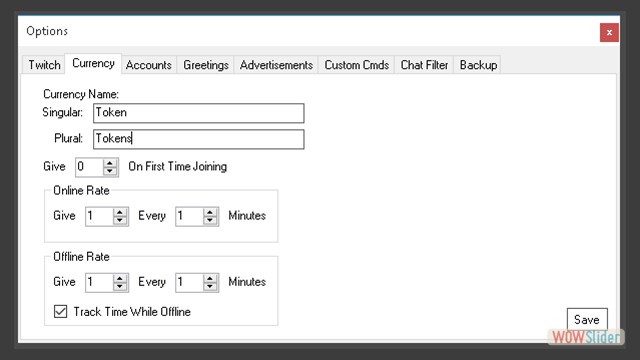 Options
x
Twitch Currency Accounts Greetings Advertisements Custom Cmds Chat Filter Backup
Currency Name:
Singular: Token
Plural: Tokens
Give 0 On First Time Joining
Online Rate
Give 1 Every 1 Minutes
Offline Rate
Give 1 Every 1 Minutes
Track Time While Offline
Save
WOWSlider